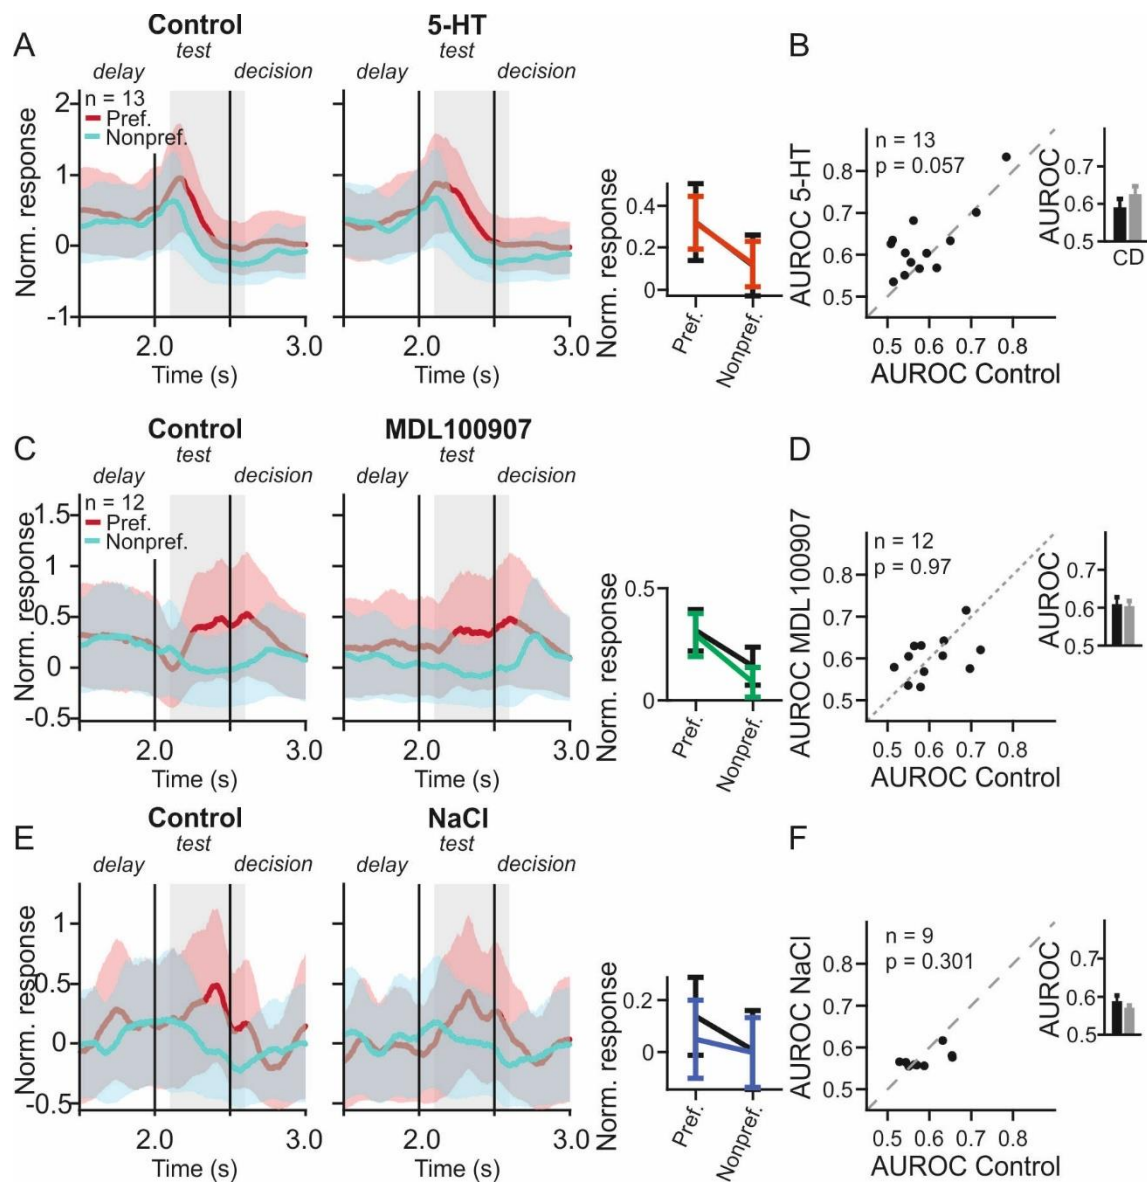 A
Control
5-HT
B
test
test
delay
decision
delay
decision
n = 13
Pref.
Nonpref.
2
1
0
-1
Norm. response
2.0
3.0
Time (s)
2.0
3.0
Time (s)
Norm. response
0.4
0.2
0
Pref.
Nonpref.
n = 13
p = 0.057
AUROC 5-HT
0.8
0.7
0.6
0.5
0.5
0.6
0.7
0.8
AUROC Control
AUROC
0.7
0.6
0.5
CD
C
Control
MDL100907
D
test
test
delay
decision
delay
decision
n = 12
Pref.
Nonpref.
1.5
1
0.5
0
-0.5
Norm. response
2.0
3.0
Time (s)
2.0
3.0
Time (s)
Norm. response
0.5
0
Pref.
Nonpref.
n = 12
p = 0.97
AUROC MDL100907
0.8
0.7
0.6
0.5
0.5
0.6
0.7
0.8
AUROC Control
AUROC
0.7
0.6
0.5
E
Control
NaCl
F
test
test
delay
decision
delay
decision
1
0.5
0
-0.5
Norm. response
2.0
3.0
Time (s)
2.0
3.0
Time (s)
Norm. response
0.2
0
Pref.
Nonpref.
n = 9
p = 0.301
AUROC NaCl
0.8
0.7
0.6
0.5
0.5
0.6
0.7
0.8
AUROC Control
AUROC
0.7
0.6
0.5